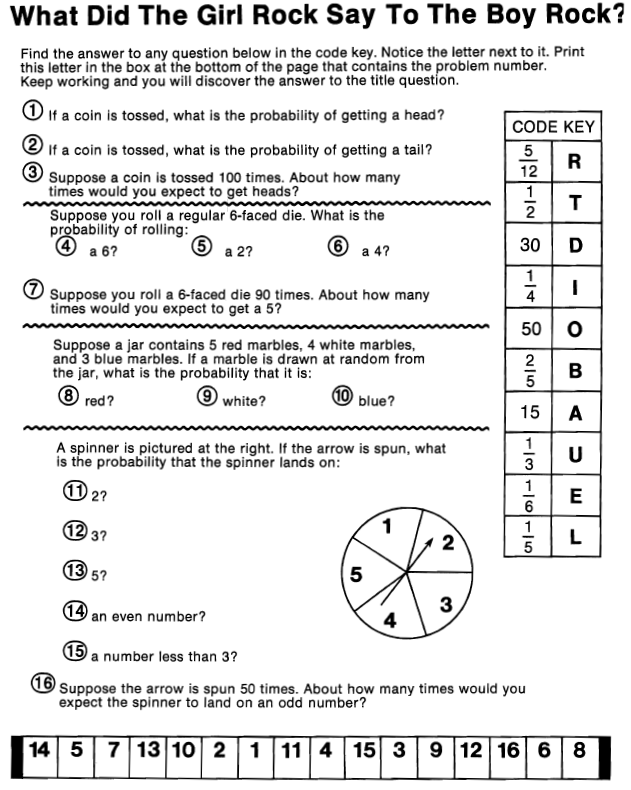 What Did The Girl Rock Say To The Boy Rock?
Find the answer to any question below in the code key. Notice the letter next to it. Print
this letter in the box at the bottom of the page that contains the problem number.
Keep working and you will discover the answer to the title question.
① If a coin is tossed, what is the probability of getting a head?
② If a coin is tossed, what is the probability of getting a tail?
③ Suppose a coin is tossed 100 times. About how many
times would you expect to get heads?
Suppose you roll a regular 6-faced die. What is the
probability of rolling:
④ a 6? ⑤ a 2? ⑥ a 4?
⑦ Suppose you roll a 6-faced die 90 times. About how many
times would you expect to get a 5?
Suppose a jar contains 5 red marbles, 4 white marbles,
and 3 blue marbles. If a marble is drawn at random from
the jar, what is the probability that it is:
⑧ red? ⑨ white? ⑩ blue?
A spinner is pictured at the right. If the arrow is spun, what
is the probability that the spinner lands on:
⑪ 2?
⑫ 3?
⑬ 5?
⑭ an even number?
⑮ a number less than 3?
1
2
5
3
4
⑯ Suppose the arrow is spun 50 times. About how many times would you
expect the spinner to land on an odd number?
CODE KEY
5/12 R
1/2 T
30 D
1/4 I
50 O
2/5 B
15 A
1/3 U
1/6 E
1/5 L
14 5 7 13 10 2 1 11 4 15 3 9 12 16 6 8